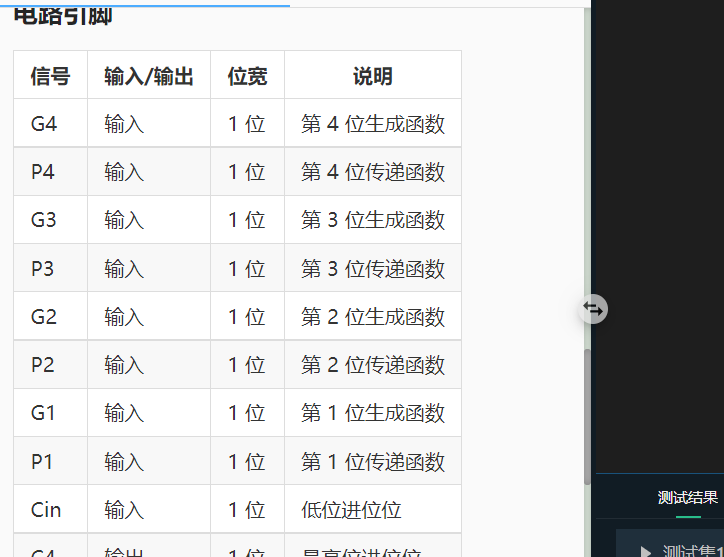 电路引脚
信号 输入/输出 位宽 说明
G4 输入 1 位 第 4 位生成函数
P4 输入 1 位 第 4 位传递函数
G3 输入 1 位 第 3 位生成函数
P3 输入 1 位 第 3 位传递函数
G2 输入 1 位 第 2 位生成函数
P2 输入 1 位 第 2 位传递函数
G1 输入 1 位 第 1 位生成函数
P1 输入 1 位 第 1 位传递函数
Cin 输入 1 位 低位进位位
C4 输出 1 位 最高位进位位
测试结果
测试集1